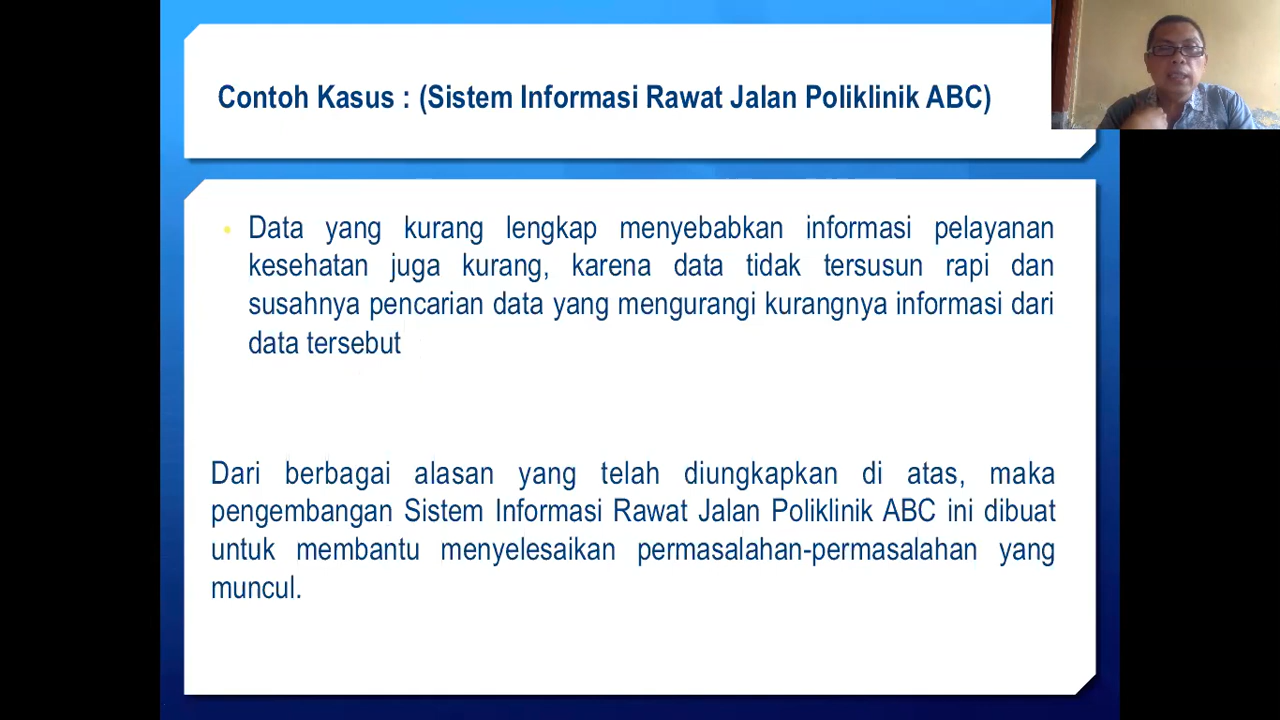 Contoh Kasus : (Sistem Informasi Rawat Jalan Poliklinik ABC)
• Data yang kurang lengkap menyebabkan informasi pelayanan
kesehatan juga kurang, karena data tidak tersusun rapi dan
susahnya pencarian data yang mengurangi kurangnya informasi dari
data tersebut
Dari berbagai alasan yang telah diungkapkan di atas, maka
pengembangan Sistem Informasi Rawat Jalan Poliklinik ABC ini dibuat
untuk membantu menyelesaikan permasalahan-permasalahan yang
muncul.